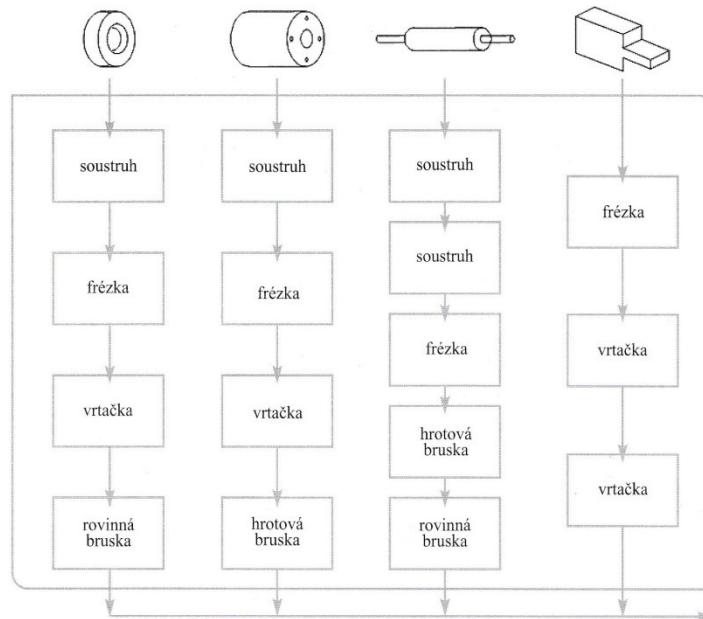 soustruh
frézka
vrtačka
rovinná
bruska
soustruh
frézka
vrtačka
hrotová
bruska
soustruh
soustruh
frézka
hrotová
bruska
rovinná
bruska
frézka
vrtačka
vrtačka